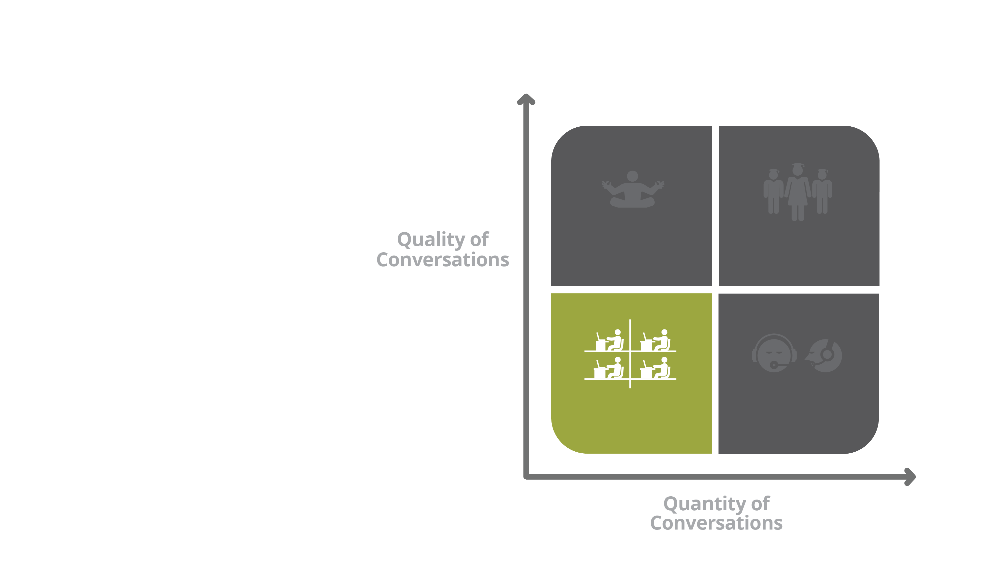 Quality of
Conversations
Quantity of
Conversations